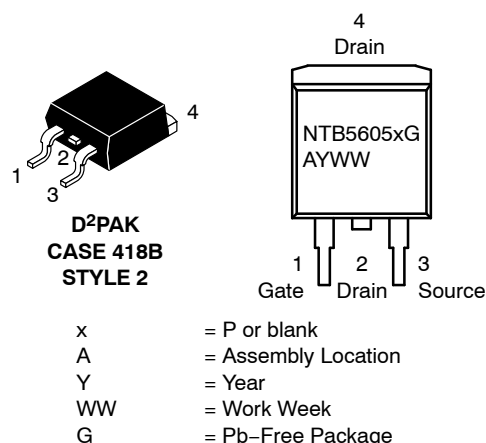 4
Drain
4
NTB5605xG
AYWW
1
2
3
D²PAK
CASE 418B
STYLE 2
1 2 3
Gate Drain Source
x = P or blank
A = Assembly Location
Y = Year
WW = Work Week
G = Pb−Free Package